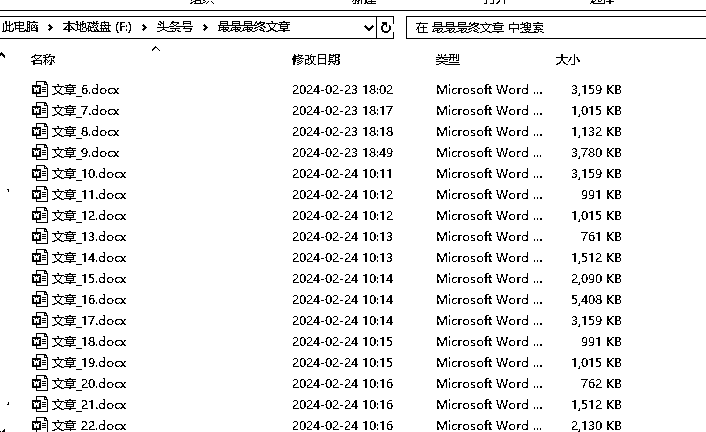 组织 新建 打开 选择
此电脑 > 本地磁盘 (F:) > 头条号 > 最最最终文章 在 最最最终文章 中搜索
名称 修改日期 类型 大小
文章_6.docx 2024-02-23 18:02 Microsoft Word ... 3,159 KB
文章_7.docx 2024-02-23 18:17 Microsoft Word ... 1,015 KB
文章_8.docx 2024-02-23 18:18 Microsoft Word ... 1,132 KB
文章_9.docx 2024-02-23 18:49 Microsoft Word ... 3,780 KB
文章_10.docx 2024-02-24 10:11 Microsoft Word ... 3,159 KB
文章_11.docx 2024-02-24 10:12 Microsoft Word ... 991 KB
文章_12.docx 2024-02-24 10:12 Microsoft Word ... 1,015 KB
文章_13.docx 2024-02-24 10:13 Microsoft Word ... 761 KB
文章_14.docx 2024-02-24 10:13 Microsoft Word ... 1,512 KB
文章_15.docx 2024-02-24 10:14 Microsoft Word ... 2,090 KB
文章_16.docx 2024-02-24 10:14 Microsoft Word ... 5,408 KB
文章_17.docx 2024-02-24 10:14 Microsoft Word ... 3,159 KB
文章_18.docx 2024-02-24 10:15 Microsoft Word ... 991 KB
文章_19.docx 2024-02-24 10:15 Microsoft Word ... 1,015 KB
文章_20.docx 2024-02-24 10:16 Microsoft Word ... 762 KB
文章_21.docx 2024-02-24 10:16 Microsoft Word ... 1,512 KB
文章_22.docx 2024-02-24 10:16 Microsoft Word ... 2,130 KB